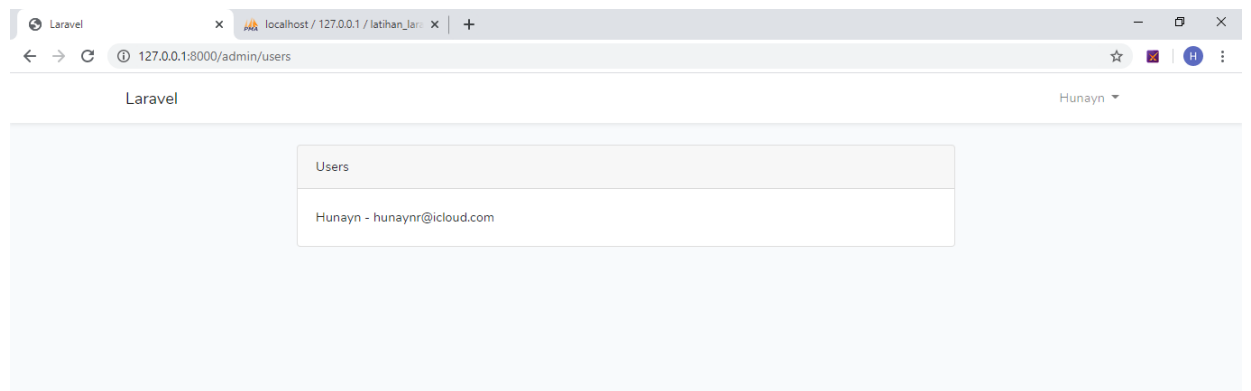 Laravel
localhost / 127.0.0.1 / latihan_lara
127.0.0.1:8000/admin/users
H
Laravel
Hunayn
Users
Hunayn - hunaynr@icloud.com